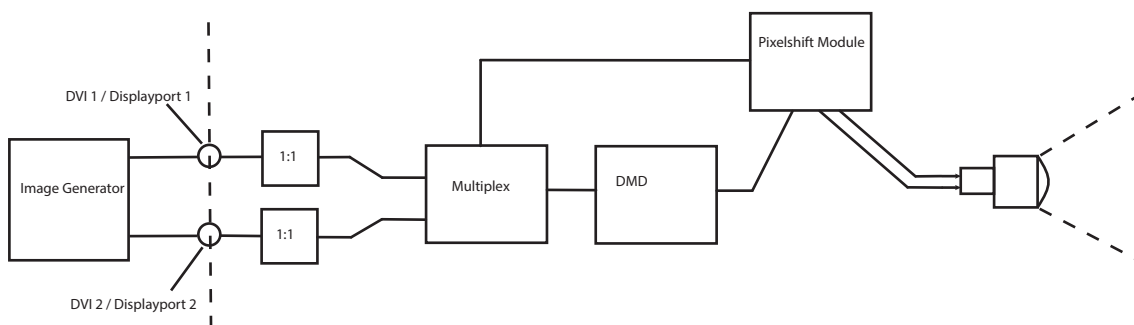 Pixelshift Module
DVI 1 / Displayport 1
1:1
Image Generator
Multiplex
DMD
1:1
DVI 2 / Displayport 2